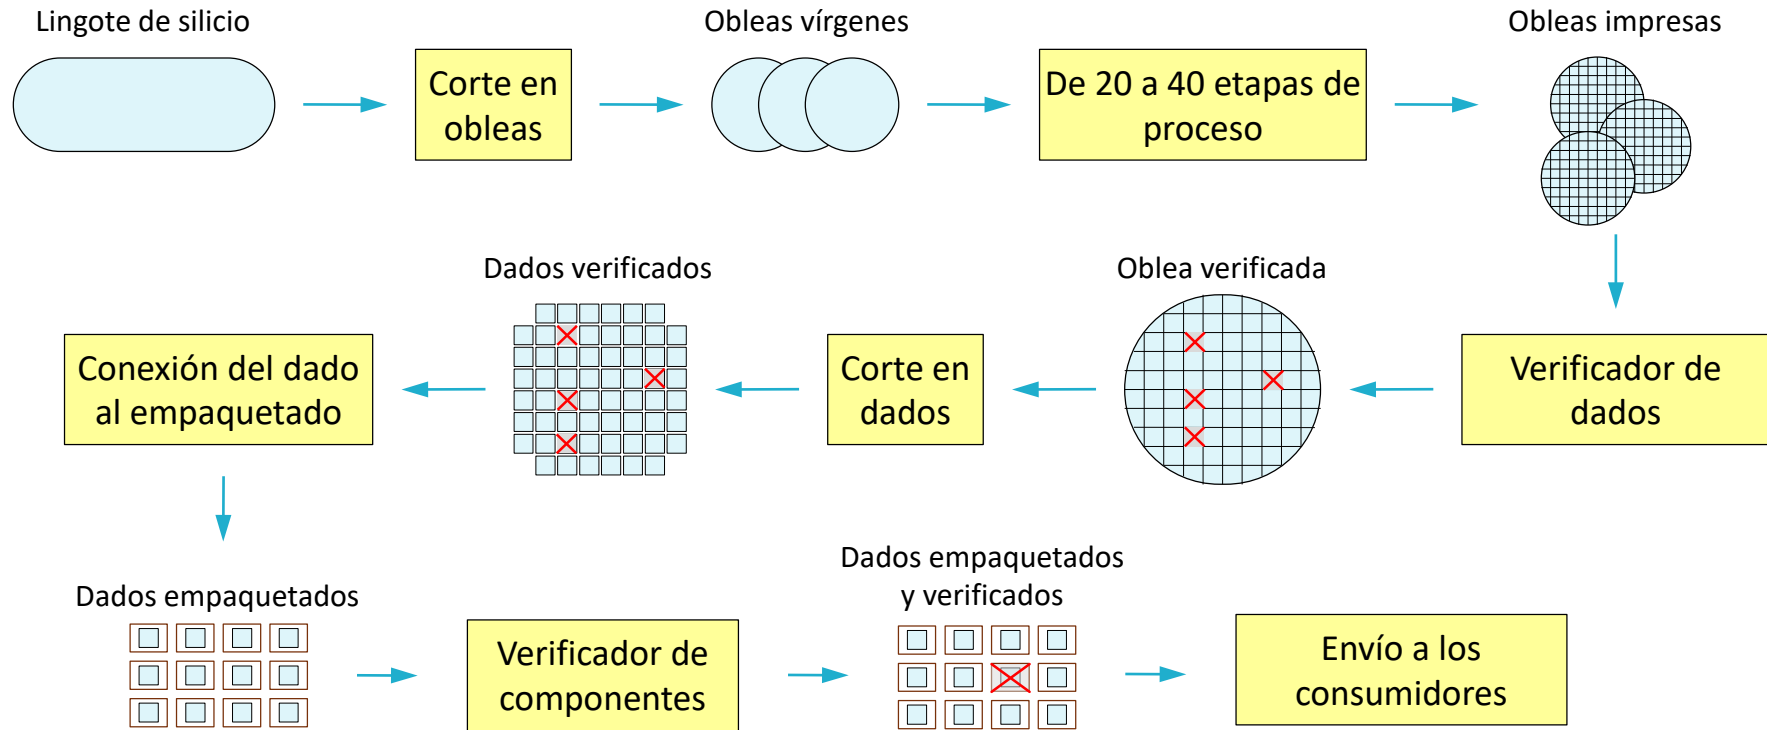 Lingote de silicio
Corte en
obleas
Obleas vírgenes
De 20 a 40 etapas de
proceso
Obleas impresas
Verificador de
dados
Oblea verificada
Corte en
dados
Dados verificados
Conexión del dado
al empaquetado
Dados empaquetados
Verificador de
componentes
Dados empaquetados
y verificados
Envío a los
consumidores